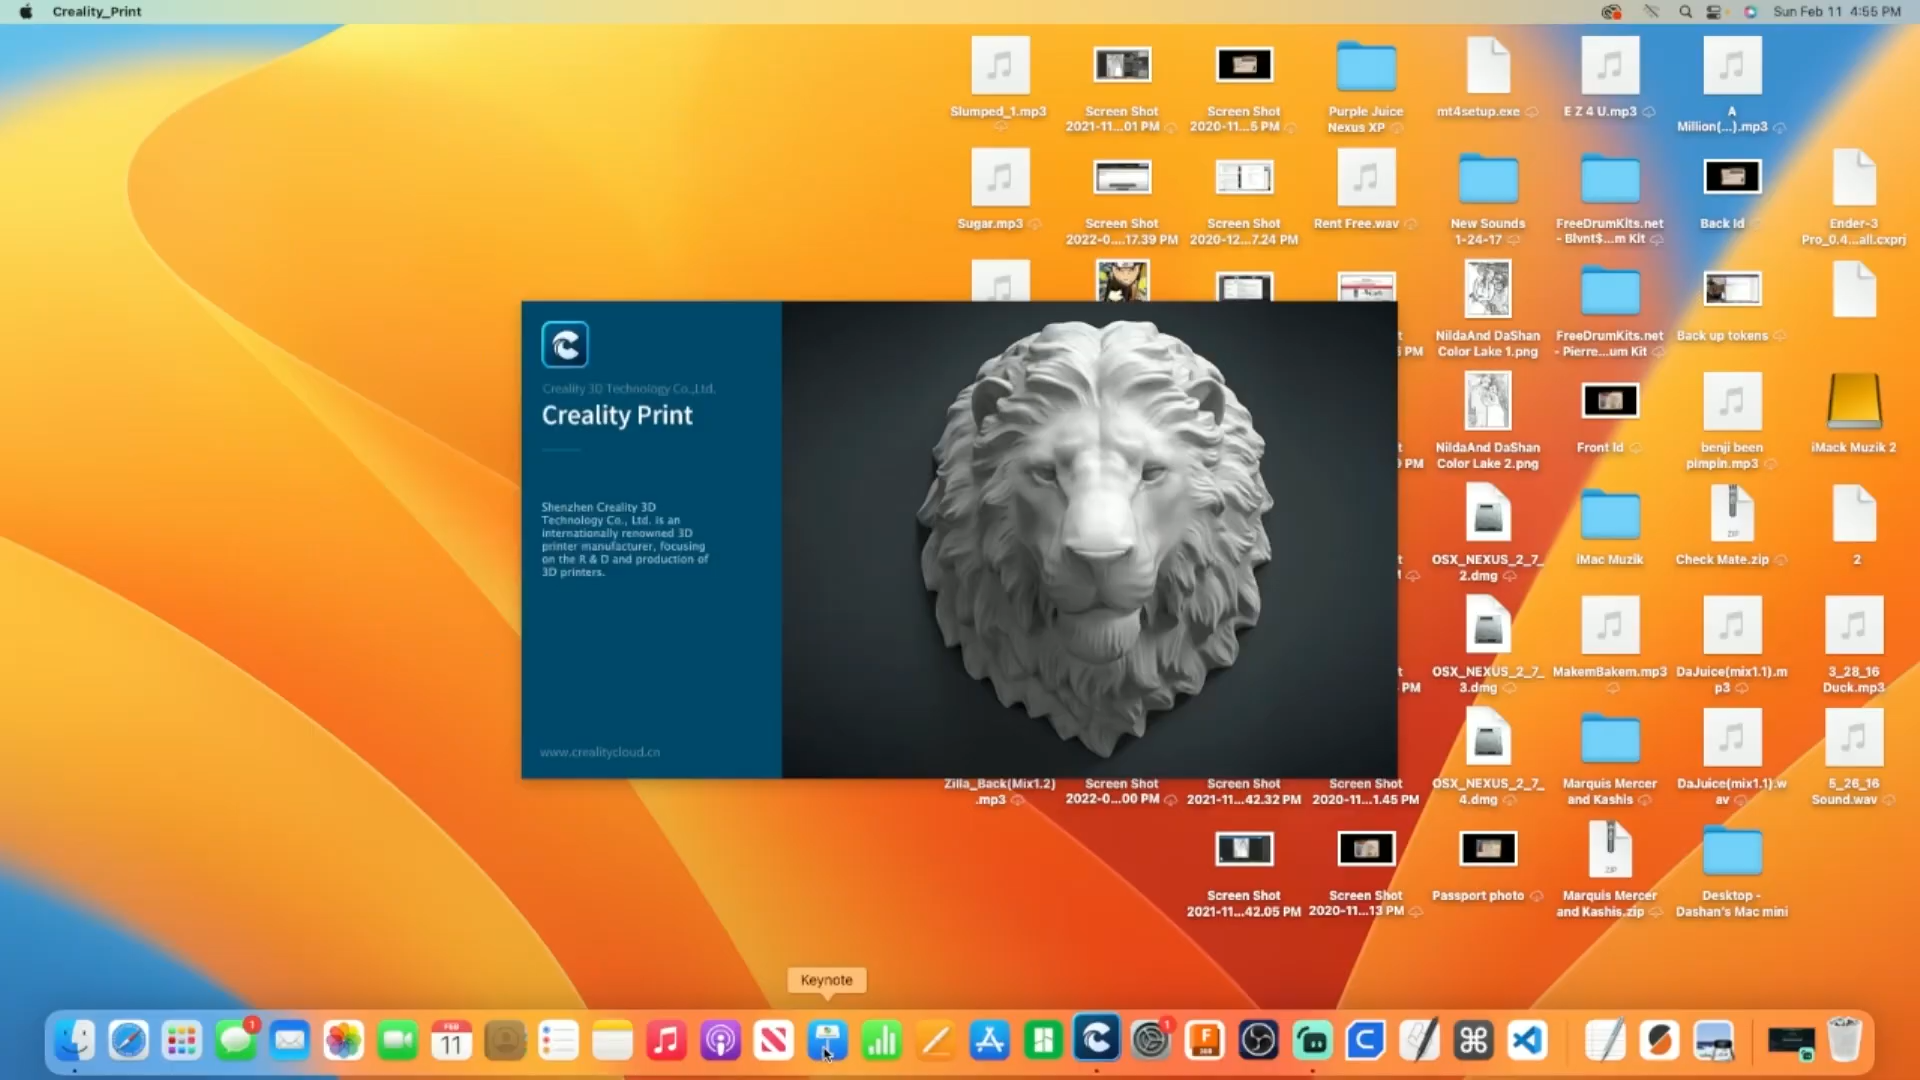 Creality_Print
Sun Feb 11 4:55 PM
Slumped_1.mp3
Screen Shot
2021-11...01 PM
Screen Shot
2020-11...5 PM
Purple Juice
Nexus XP
mt4setup.exe
E Z 4 U.mp3
A
Million(...).mp3
Sugar.mp3
Screen Shot
2022-0....17.39 PM
Screen Shot
2020-12...7.24 PM
Rent Free.wav
New Sounds
1-24-17
FreeDrumKits.net
- Blvnt$...m Kit
Back Id
Ender-3
Pro_0.4...all.cxprj
PM
NildaAnd DaShan
Color Lake 1.png
FreeDrumKits.net
- Pierre...um Kit
Back up tokens
PM
NildaAnd DaShan
Color Lake 2.png
Front Id
benji been
pimpin.mp3
iMack Muzik 2
OSX_NEXUS_2_7_
2.dmg
iMac Muzik
ZIP
Check Mate.zip
2
PM
OSX_NEXUS_2_7_
3.dmg
MakemBakem.mp3
DaJuice(mix1.1).m
p3
3_28_16
Duck.mp3
Zilla_Back(Mix1.2)
.mp3
Screen Shot
2022-0...00 PM
Screen Shot
2021-11...42.32 PM
Screen Shot
2020-11...1.45 PM
OSX_NEXUS_2_7_
4.dmg
Marquis Mercer
and Kashis
DaJuice(mix1.1).w
av
5_26_16
Sound.wav
Screen Shot
2021-11...42.05 PM
Screen Shot
2020-11...13 PM
Passport photo
ZIP
Marquis Mercer
and Kashis.zip
Desktop -
Dashan's Mac mini
Creality 3D Technology Co.,Ltd.
Creality Print
Shenzhen Creality 3D
Technology Co., Ltd. is an
internationally renowned 3D
printer manufacturer, focusing
on the R & D and production of
3D printers.
www.crealitycloud.cn
Keynote
1
FEB
11
1
F
360